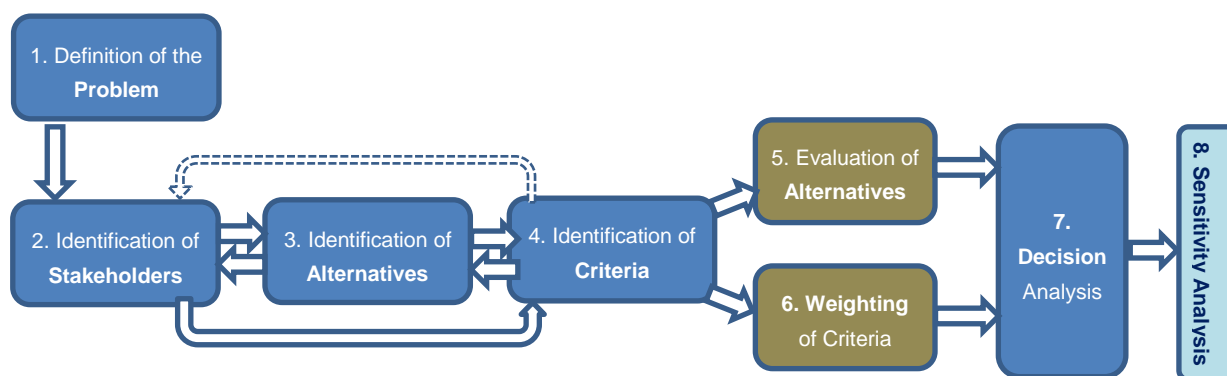 1. Definition of the
Problem
2. Identification of
Stakeholders
3. Identification of
Alternatives
4. Identification of
Criteria
5. Evaluation of
Alternatives
6. Weighting
of Criteria
7.
Decision
Analysis
8. Sensitivity Analysis